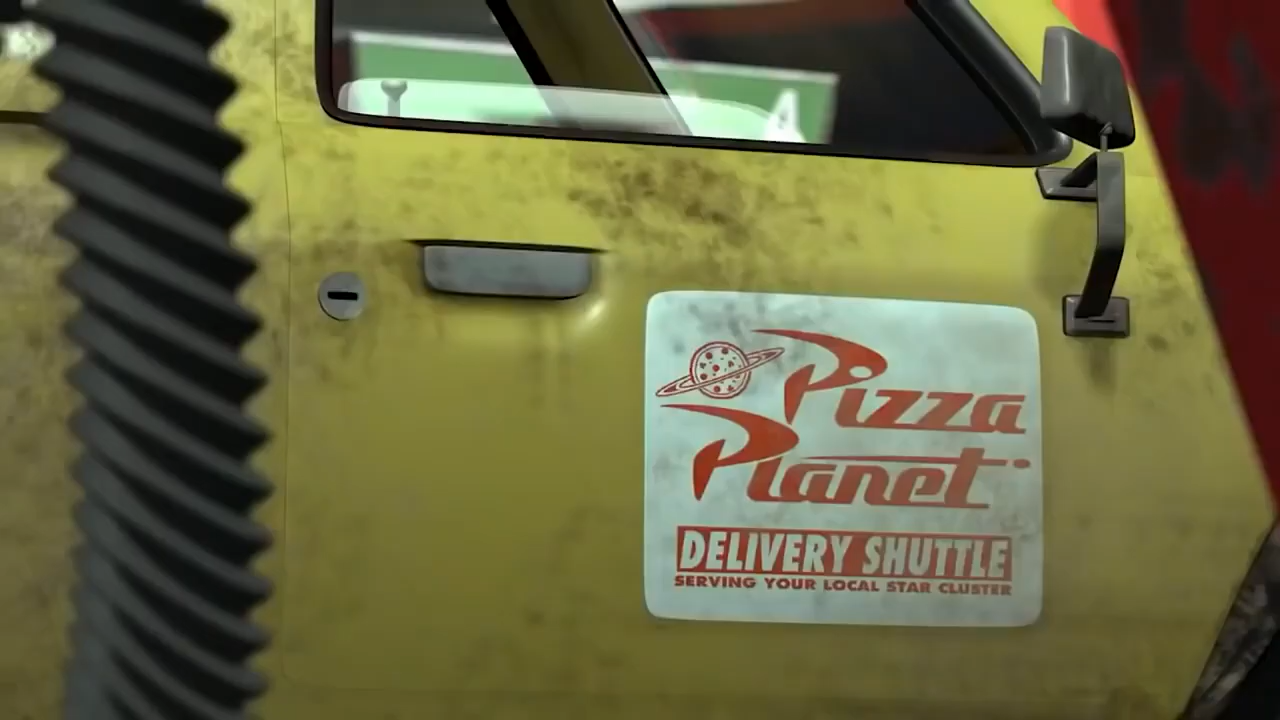 Pizza
Planet
DELIVERY SHUTTLE
SERVING YOUR LOCAL STAR CLUSTER